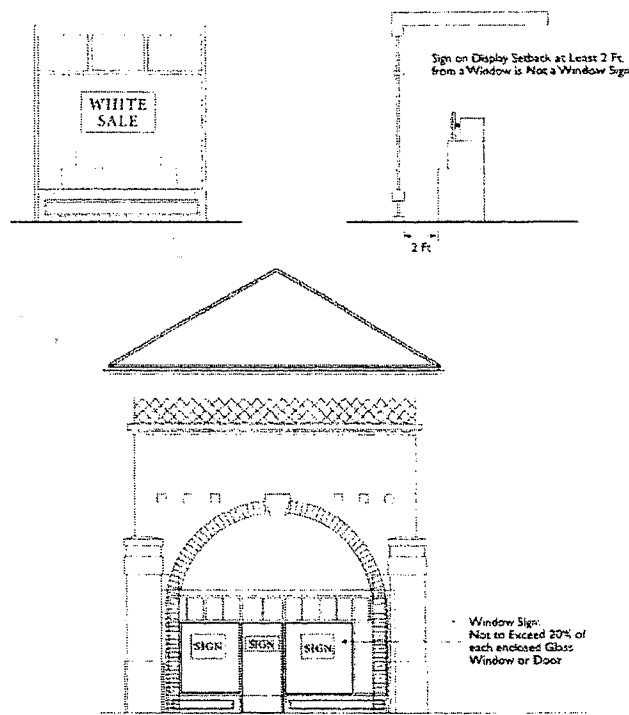 WHITE
SALE
Sign on Display Setback at Least 2 Ft.
from a Window is Not a Window Sign
2 Ft
SIGN
SIGN
SIGN
Window Sign:
Not to Exceed 20% of
each enclosed Glass
Window or Door